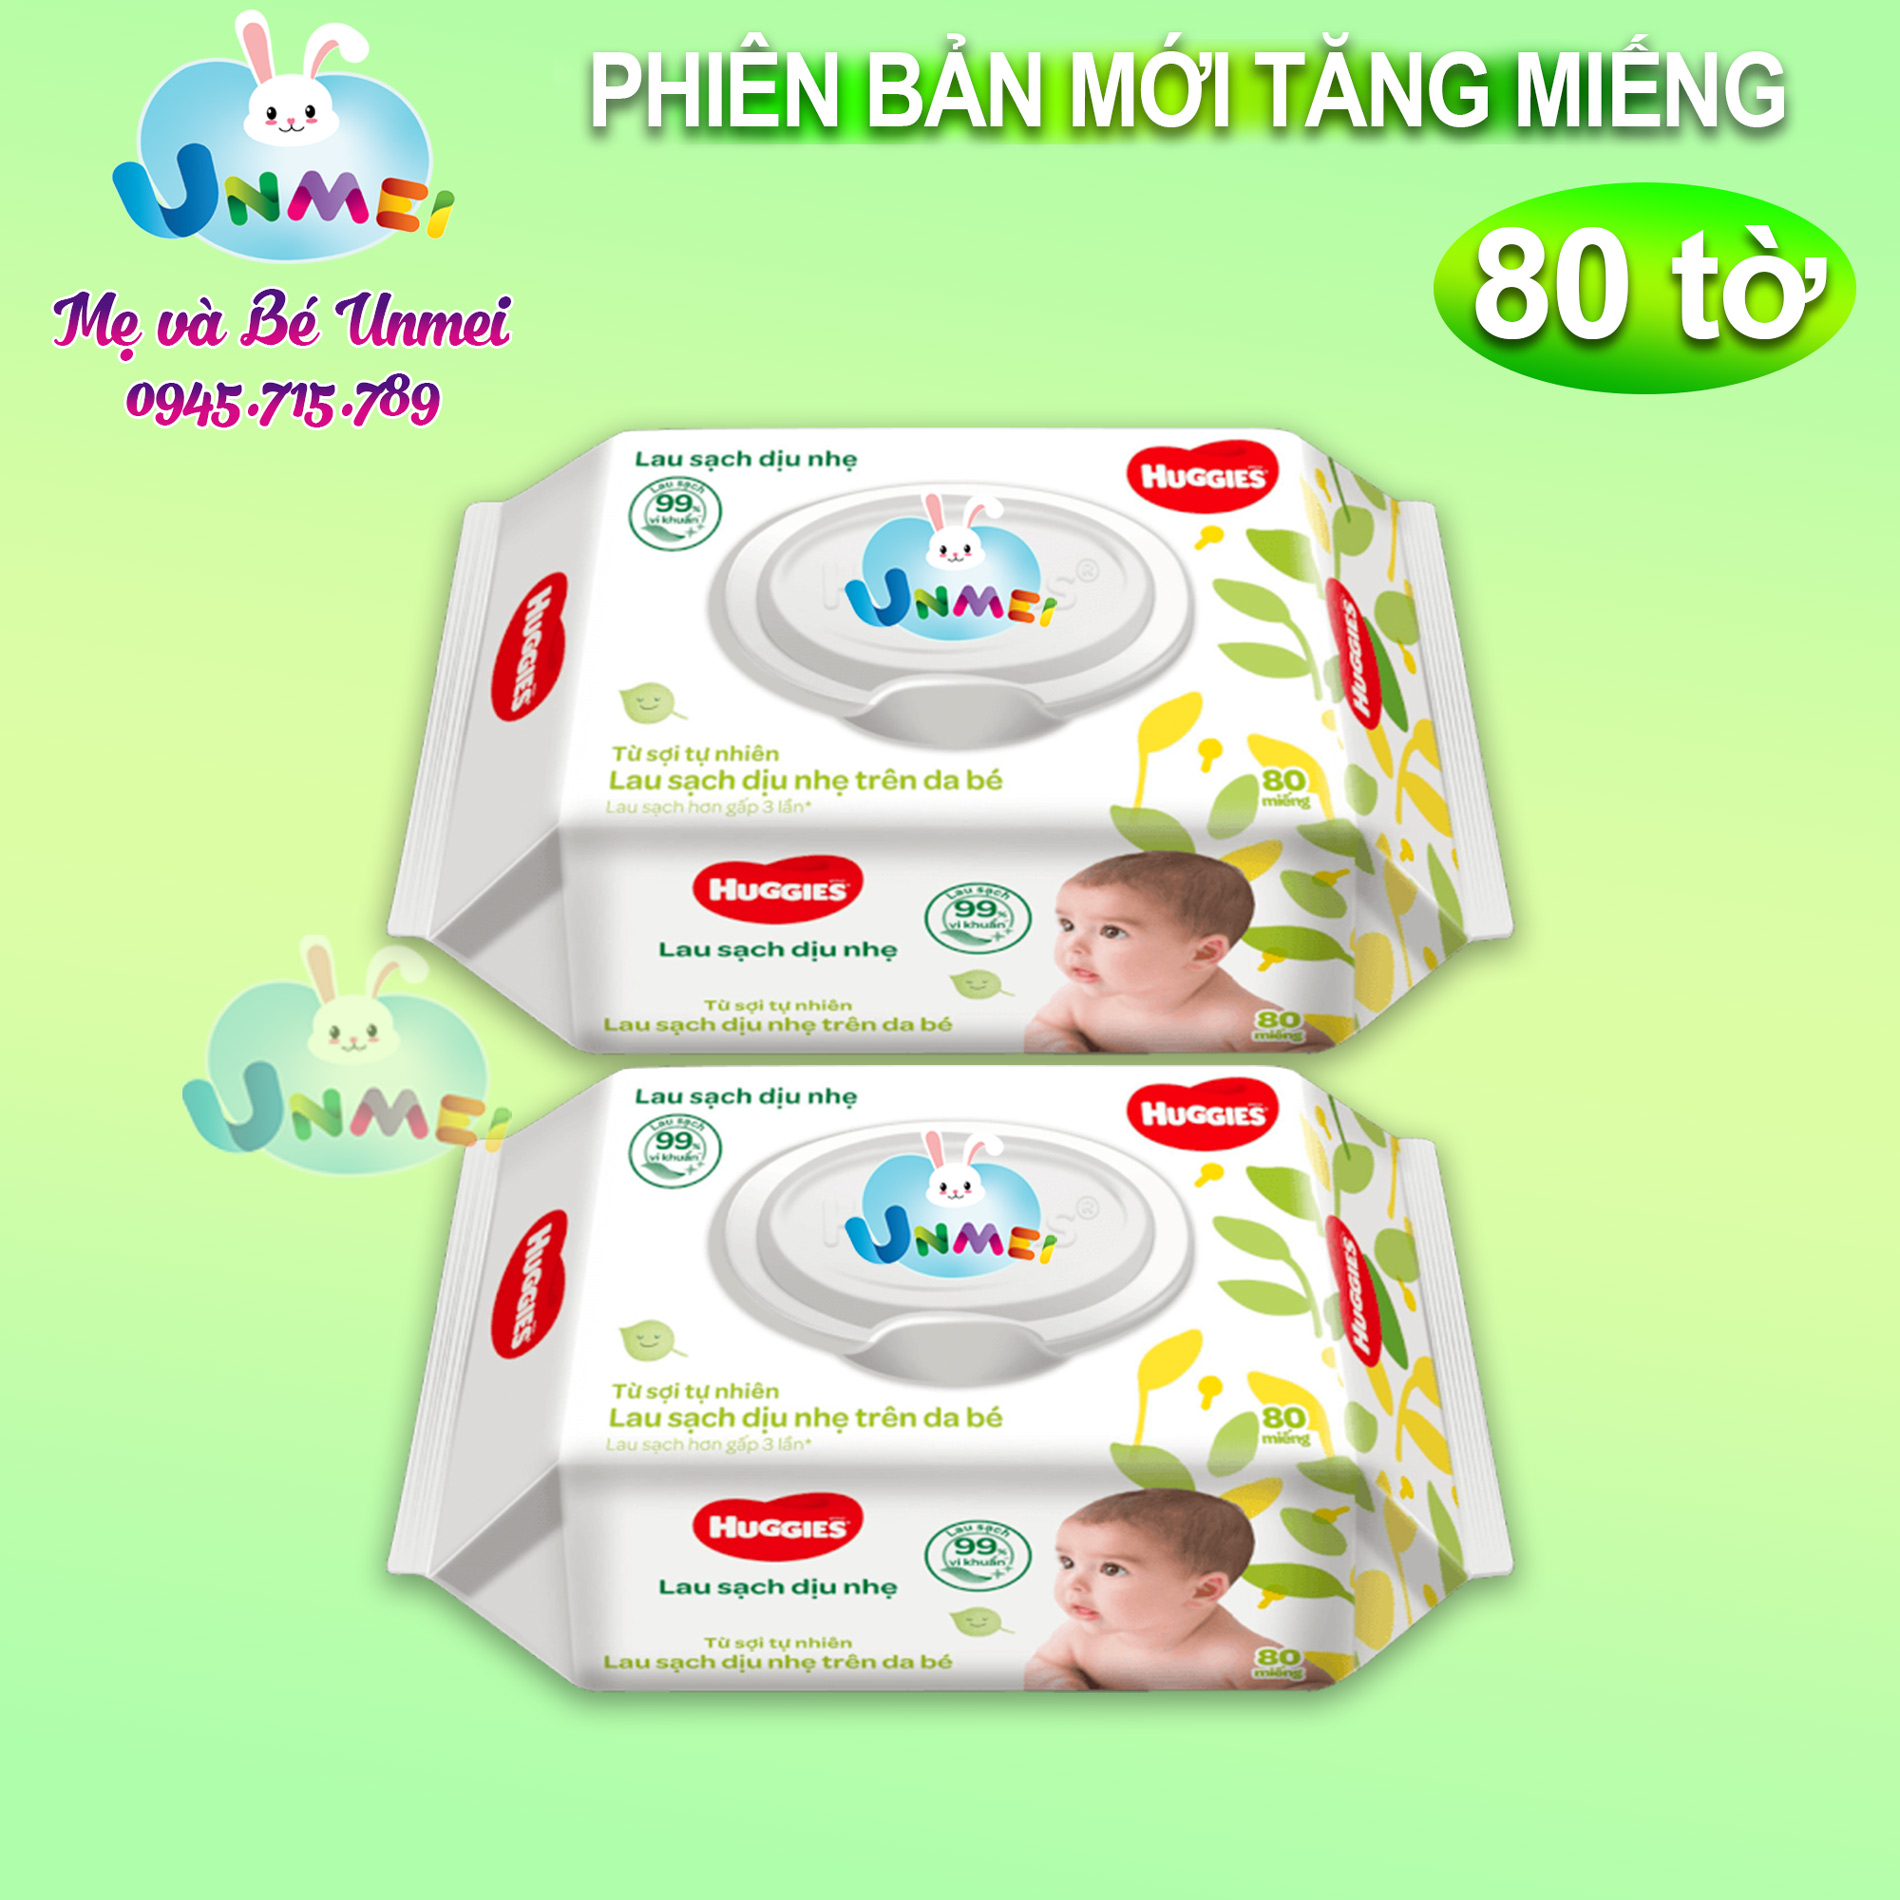 PHIÊN BẢN MỚI TĂNG MIẾNG
UNMEI
80 tờ
Mẹ và Bé Unmei
0945.715.789
Lau sạch dịu nhẹ
HUGGIES
Lau sạch
99%
vi khuẩn
UNMEI
HUGGIES
HUGGIES
Từ sợi tự nhiên
Lau sạch dịu nhẹ trên da bé
Lau sạch hơn gấp 3 lần*
80
miếng
HUGGIES
Lau sạch
99%
vi khuẩn
Lau sạch dịu nhẹ
Từ sợi tự nhiên
Lau sạch dịu nhẹ trên da bé
80
miếng
UNMEI
Lau sạch dịu nhẹ
HUGGIES
Lau sạch
99%
vi khuẩn
UNMEI
HUGGIES
HUGGIES
Từ sợi tự nhiên
Lau sạch dịu nhẹ trên da bé
Lau sạch hơn gấp 3 lần*
80
miếng
HUGGIES
Lau sạch
99%
vi khuẩn
Lau sạch dịu nhẹ
Từ sợi tự nhiên
Lau sạch dịu nhẹ trên da bé
80
miếng